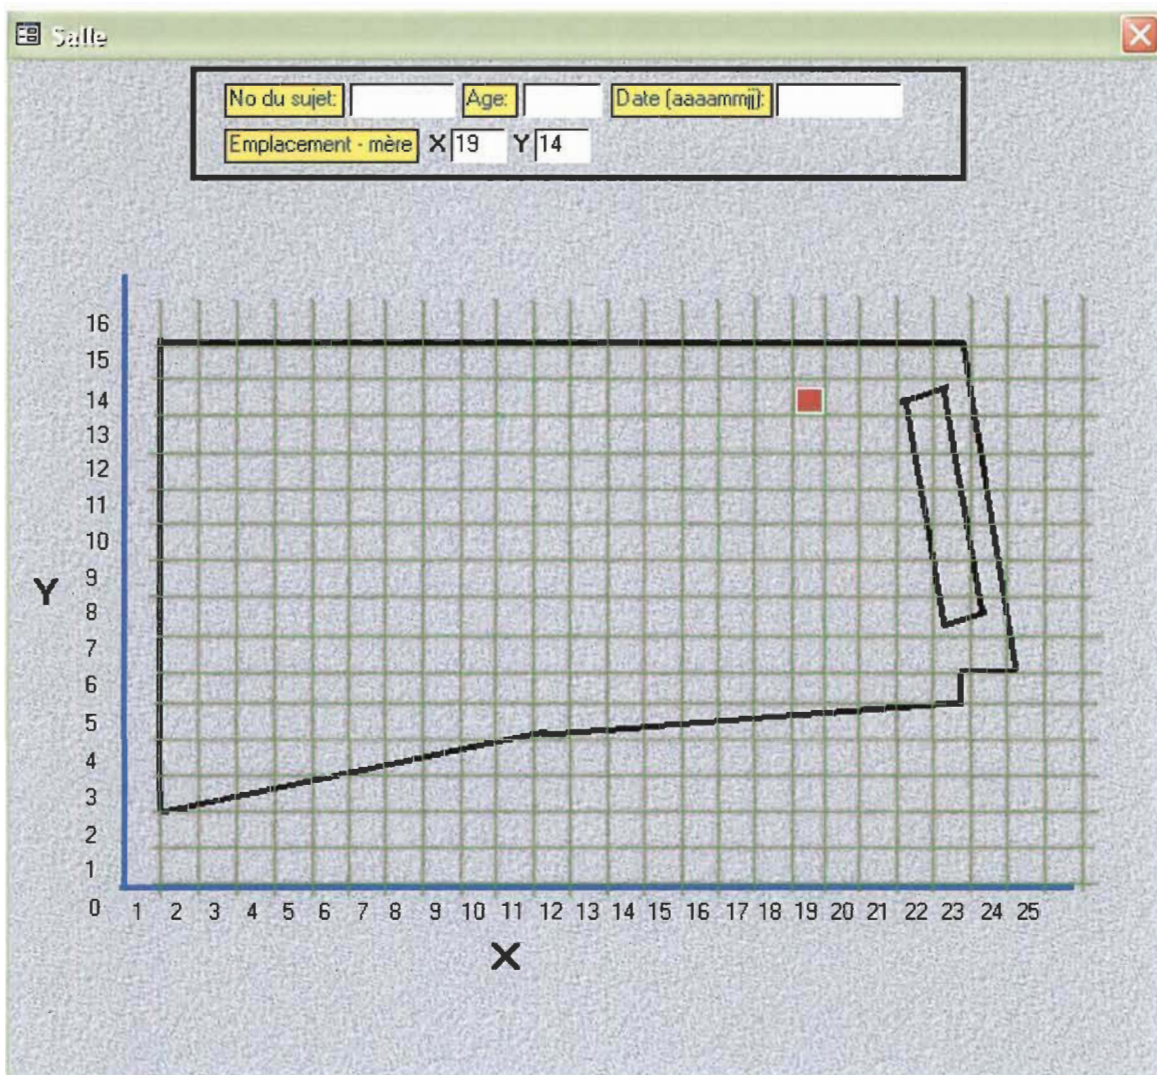 Salle
No du sujet: Age: Date (aaaammjj):
Emplacement - mère X 19 Y 14
16
15
14
13
12
11
10
9
Y
8
7
6
5
4
3
2
1
0 1 2 3 4 5 6 7 8 9 10 11 12 13 14 15 16 17 18 19 20 21 22 23 24 25
X